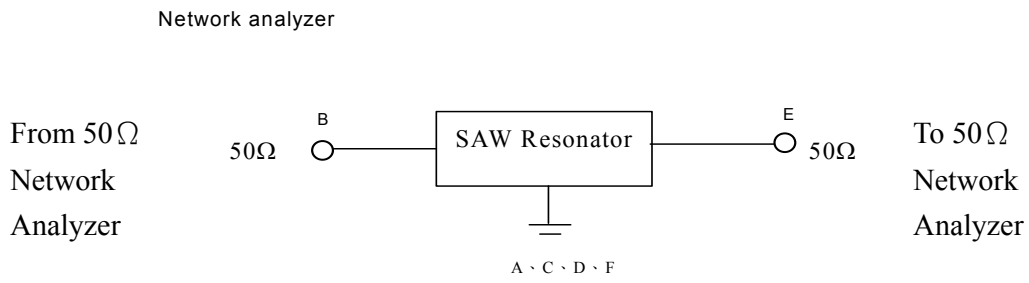 Network analyzer
From 50Ω
Network
Analyzer
50Ω
B
SAW Resonator
E
50Ω
To 50Ω
Network
Analyzer
A、C、D、F